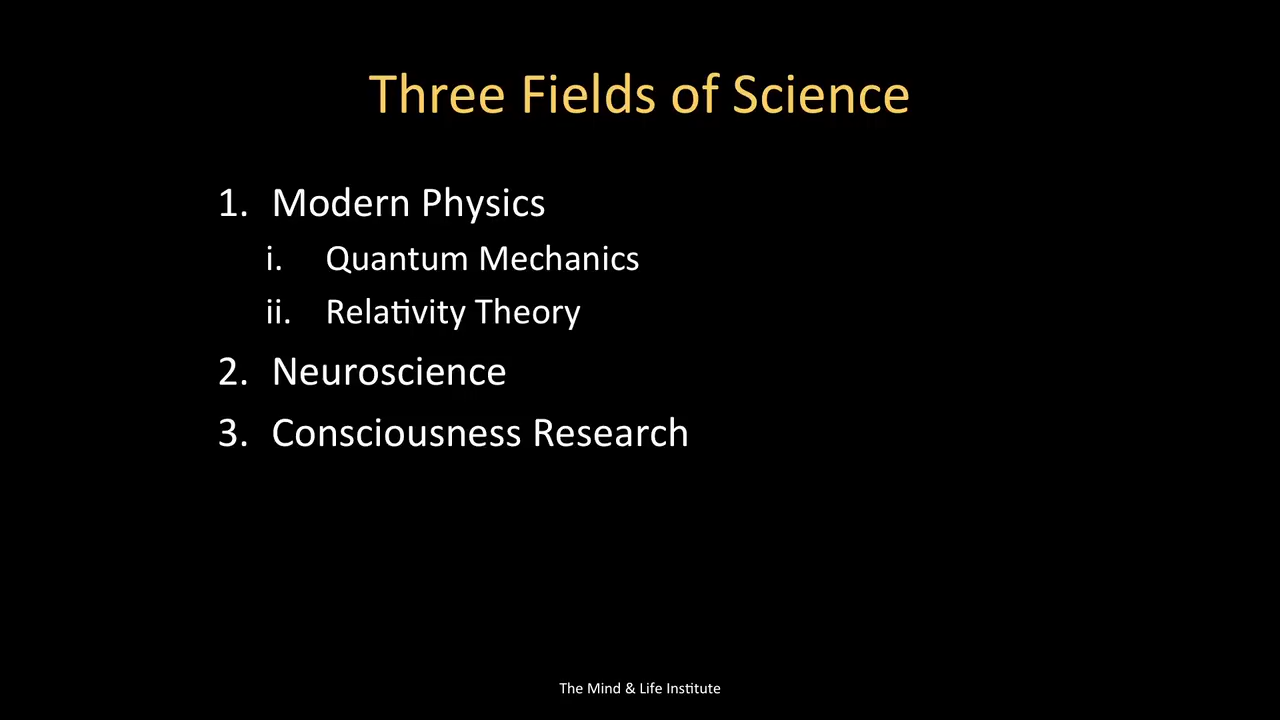 Three Fields of Science
1. Modern Physics
i. Quantum Mechanics
ii. Relativity Theory
2. Neuroscience
3. Consciousness Research
The Mind & Life Institute